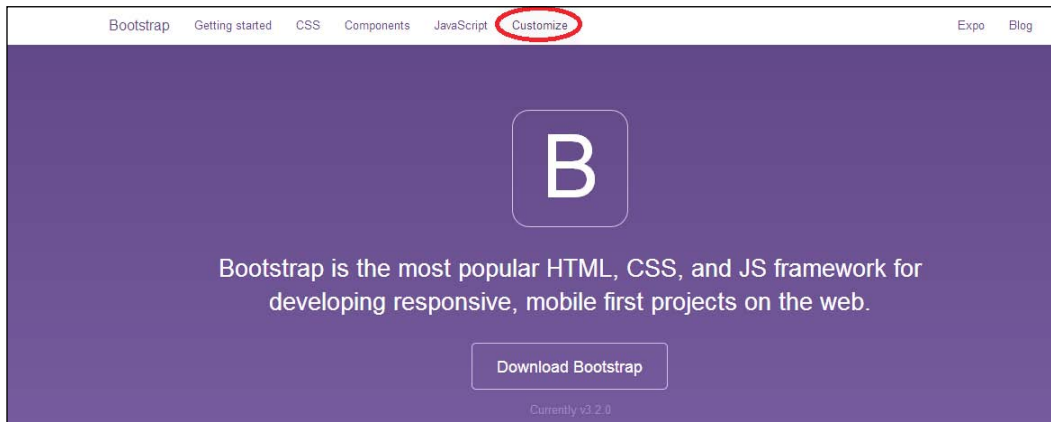 Bootstrap Getting started CSS Components JavaScript Customize Expo Blog
B
Bootstrap is the most popular HTML, CSS, and JS framework for
developing responsive, mobile first projects on the web.
Download Bootstrap
Currently v3.2.0